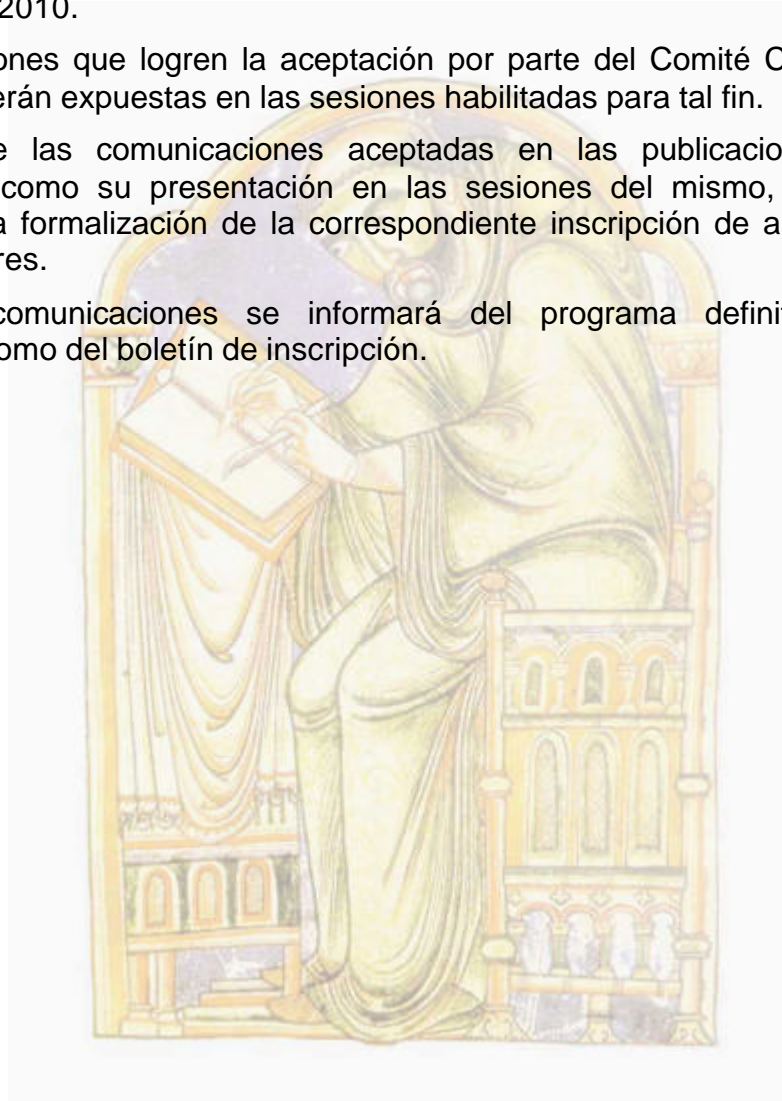 2010.
ones que logren la aceptación por parte del Comité C
erán expuestas en las sesiones habilitadas para tal fin.
e las comunicaciones aceptadas en las publicacio
como su presentación en las sesiones del mismo,
a formalización de la correspondiente inscripción de a
res.
comunicaciones se informará del programa definit
omo del boletín de inscripción.